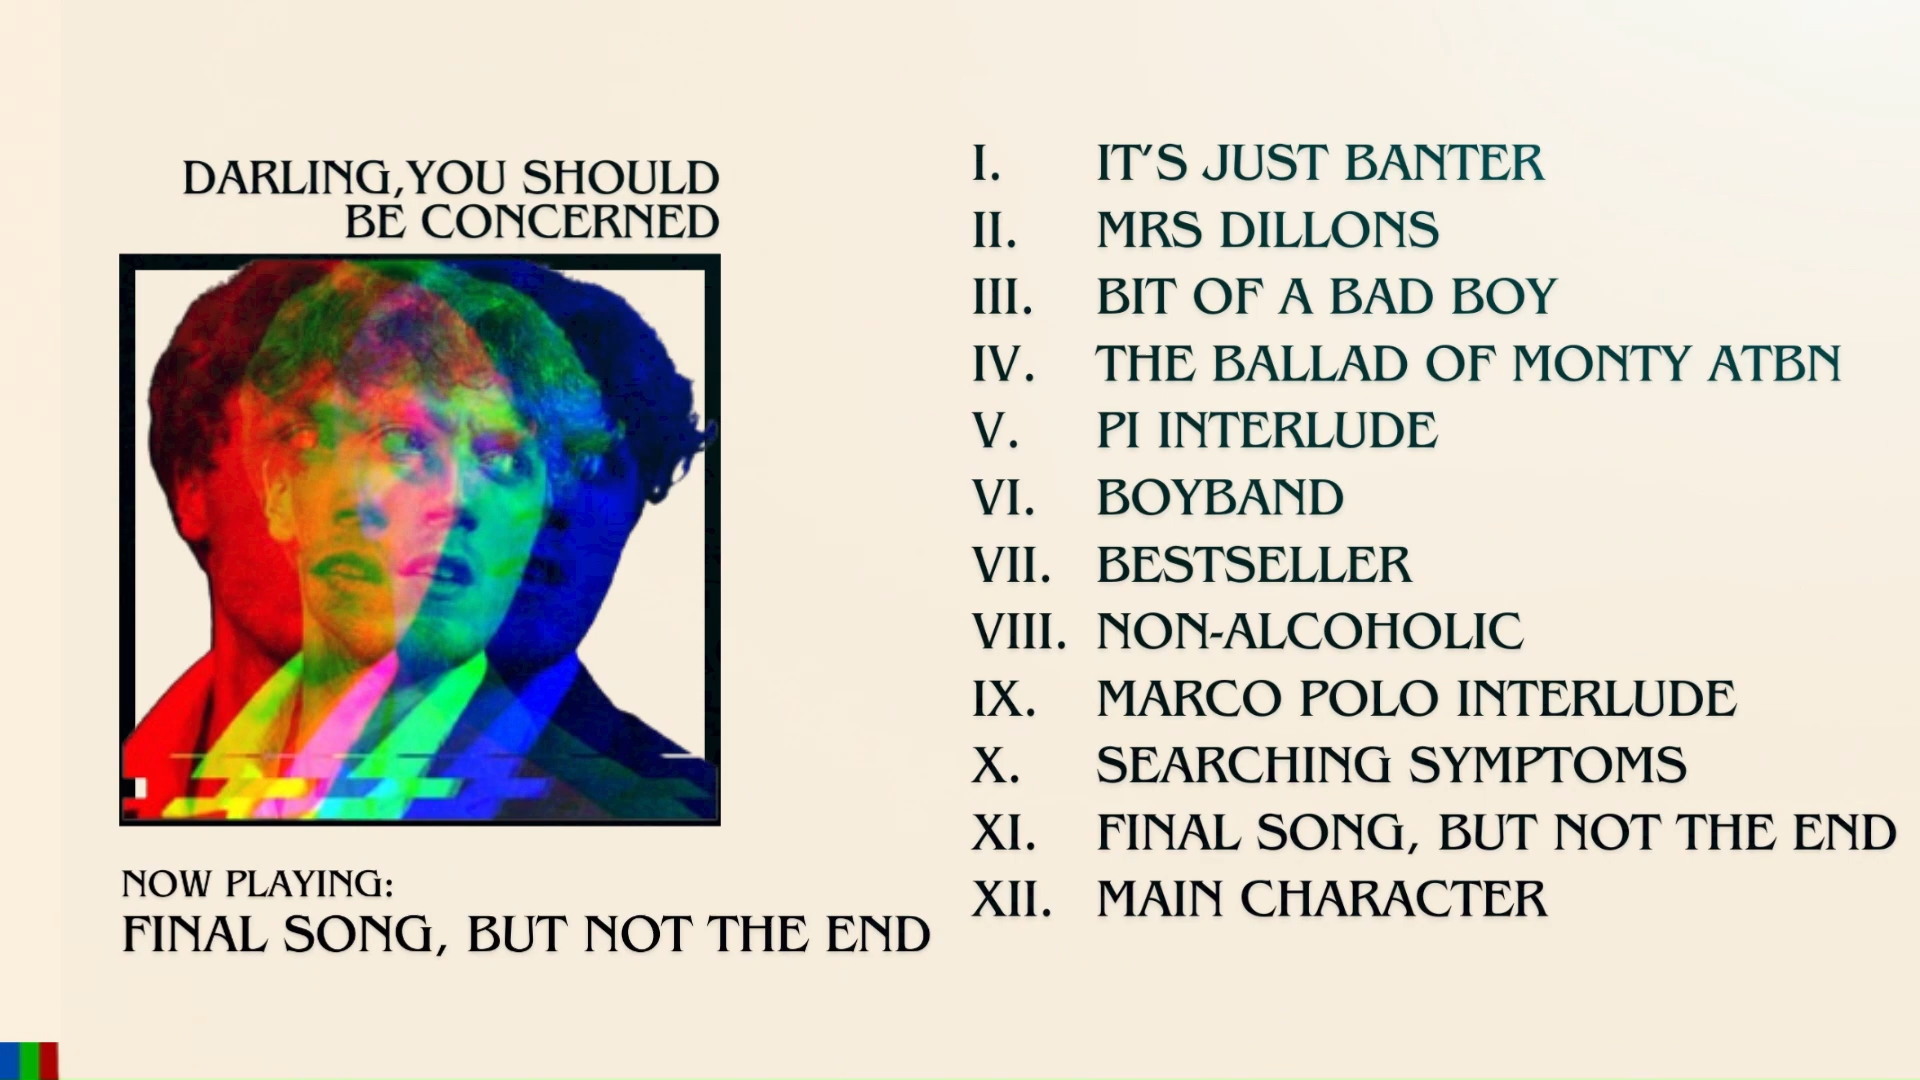 DARLING,YOU SHOULD
BE CONCERNED
NOW PLAYING:
FINAL SONG, BUT NOT THE END
I. IT'S JUST BANTER
II. MRS DILLONS
III. BIT OF A BAD BOY
IV. THE BALLAD OF MONTY ATBN
V. PI INTERLUDE
VI. BOYBAND
VII. BESTSELLER
VIII. NON-ALCOHOLIC
IX. MARCO POLO INTERLUDE
X. SEARCHING SYMPTOMS
XI. FINAL SONG, BUT NOT THE END
XII. MAIN CHARACTER